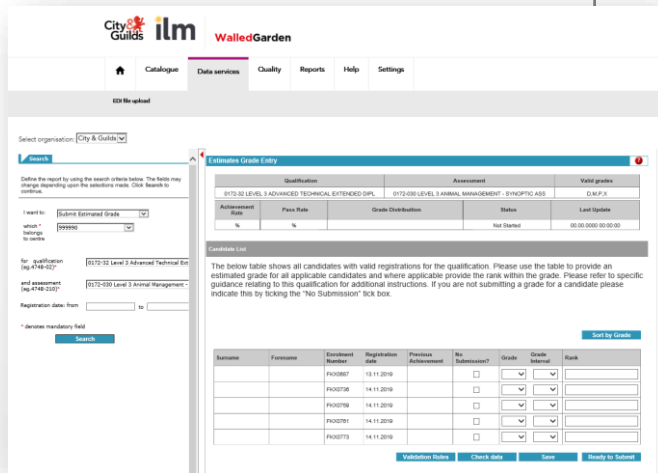 City& Guilds ilm WalledGarden
Catalogue Data services Quality Reports Help Settings
EDI file upload
Select organisation: City & Guilds
Search
Define the report by using the search criteria below. The fields may
change depending upon the selections made. Click Search to
continue.
I want to: Submit Estimated Grade
which * belongs to centre 999990
for qualification (eg.4748-02)* 0172-32 Level 3 Advanced Technical Ext
and assessment (eg.4748-210)* 0172-030 Level 3 Animal Management -
Registration date: from to
* denotes mandatory field
Search
Estimates Grade Entry ?
Qualification Assessment Valid grades
0172-32 LEVEL 3 ADVANCED TECHNICAL EXTENDED DIPL 0172-030 LEVEL 3 ANIMAL MANAGEMENT - SYNOPTIC ASS D,M,P,X
Achievement Rate Pass Rate Grade Distribution Status Last Update
% % Not Started 00.00.0000 00:00:00
Candidate List
The below table shows all candidates with valid registrations for the qualification. Please use the table to provide an
estimated grade for all applicable candidates and where applicable provide the rank within the grade. Please refer to specific
guidance relating to this qualification for additional instructions. If you are not submitting a grade for a candidate please
indicate this by ticking the "No Submission" tick box.
Sort by Grade
Surname Forename Enrolment Number Registration date Previous Achievement No Submission? Grade Grade Interval Rank
FKX0667 13.11.2019
FKX0736 14.11.2019
FKX0759 14.11.2019
FKX0761 14.11.2019
FKX0773 14.11.2019
Validation Rules Check data Save Ready to Submit